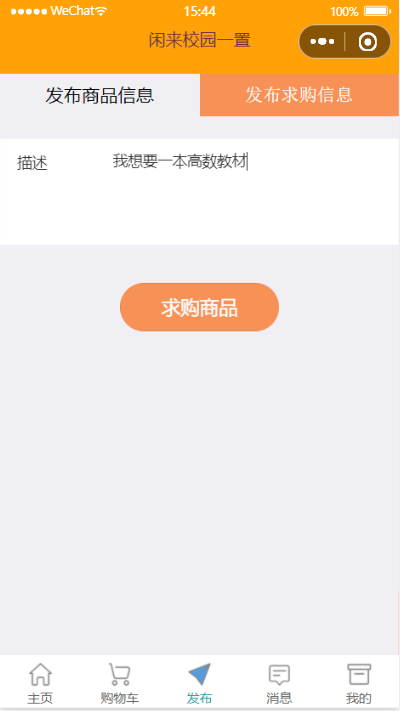 WeChat 15:44 100%
闲来校园一置
发布商品信息 发布求购信息
描述 我想要一本高数教材
求购商品
主页 购物车 发布 消息 我的